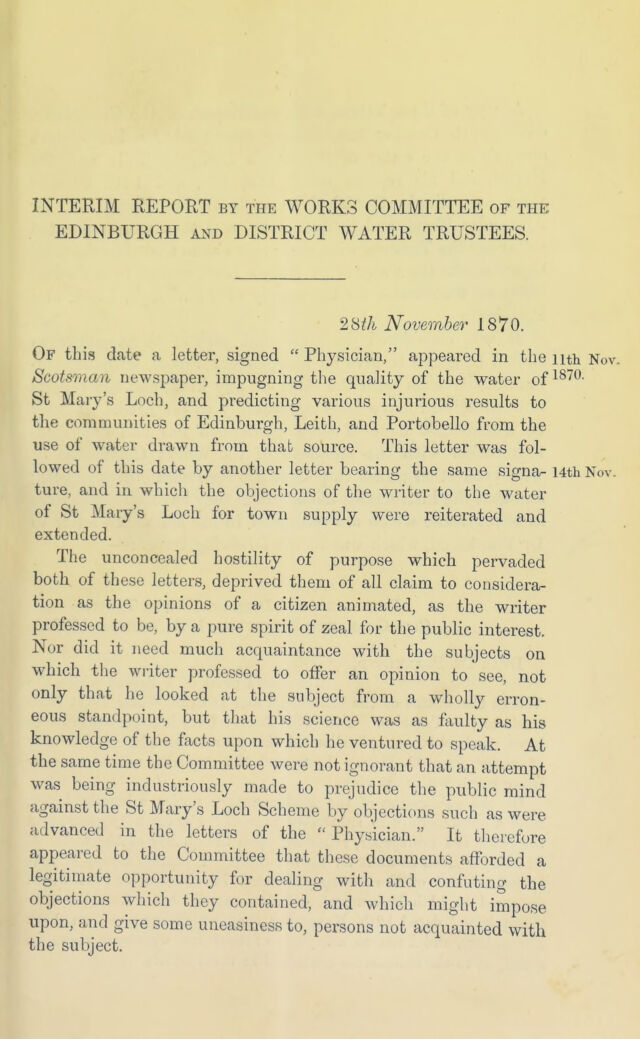 INTERIM REPORT BY THE WORKS COMMITTEE OF THE
EDINBURGH AND DISTRICT WATER TRUSTEES.
28th November 1870.
OF this date a letter, signed “Physician,” appeared in the 11th Nov.
Scotsman newspaper, impugning the quality of the water of 1870.
St Mary’s Loch, and predicting various injurious results to
the communities of Edinburgh, Leith, and Portobello from the
use of water drawn from that source. This letter was fol-
lowed of this date by another letter bearing the same signa- 14th Nov.
ture, and in which the objections of the writer to the water
of St Mary’s Loch for town supply were reiterated and
extended.
The unconcealed hostility of purpose which pervaded
both of these letters, deprived them of all claim to considera-
tion as the opinions of a citizen animated, as the writer
professed to be, by a pure spirit of zeal for the public interest.
Nor did it need much acquaintance with the subjects on
which the writer professed to offer an opinion to see, not
only that he looked at the subject from a wholly erron-
eous standpoint, but that his science was as faulty as his
knowledge of the facts upon which he ventured to speak. At
the same time the Committee were not ignorant that an attempt
was being industriously made to prejudice the public mind
against the St Mary’s Loch Scheme by objections such as were
advanced in the letters of the “Physician.” It therefore
appeared to the Committee that these documents afforded a
legitimate opportunity for dealing with and confuting the
objections which they contained, and which might impose
upon, and give some uneasiness to, persons not acquainted with
the subject.